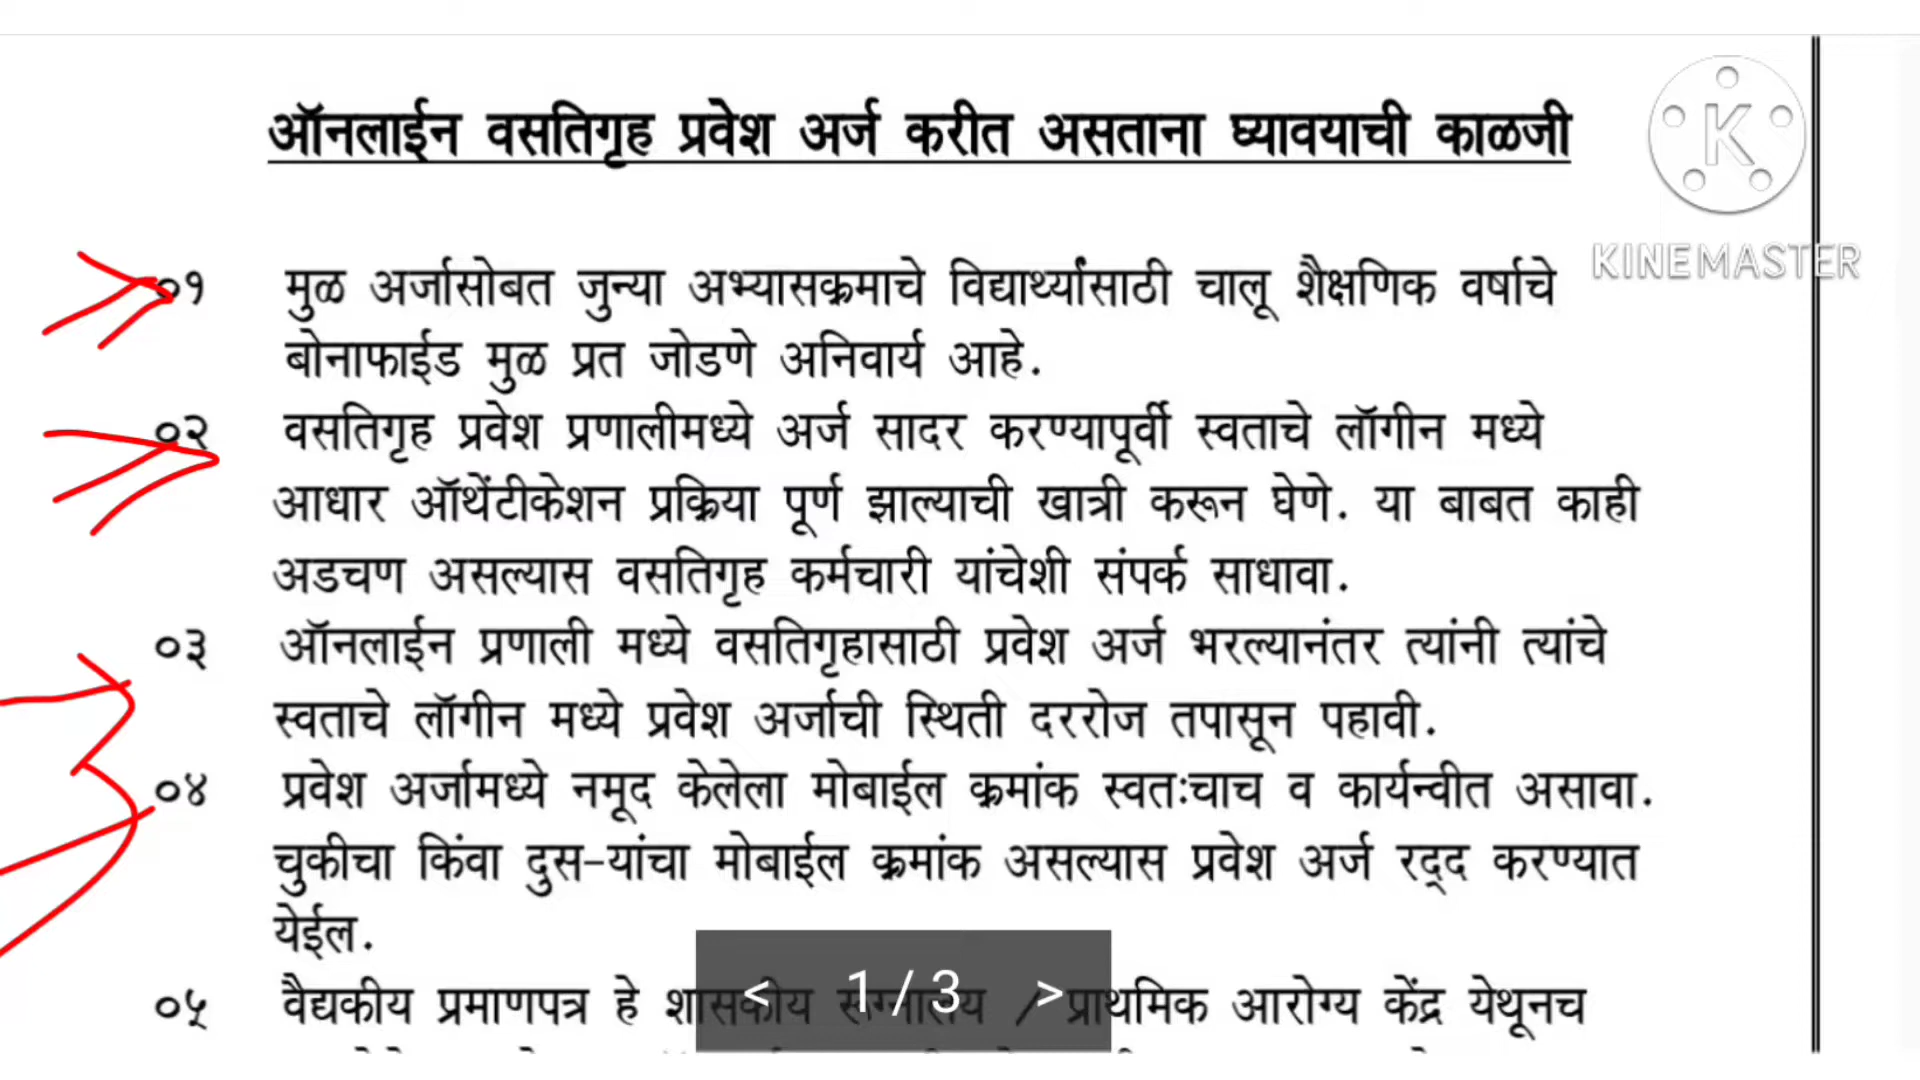 ऑनलाईन वसतिगृह प्रवेश अर्ज करीत असताना घ्यावयाची काळजी
KINEMASTER
०१ मुळ अर्जासोबत जुन्या अभ्यासक्रमाचे विद्यार्थ्यांसाठी चालू शैक्षणिक वर्षाचे
बोनाफाईड मुळ प्रत जोडणे अनिवार्य आहे.
०२ वसतिगृह प्रवेश प्रणालीमध्ये अर्ज सादर करण्यापूर्वी स्वताचे लॉगीन मध्ये
आधार ऑथेंटीकेशन प्रक्रिया पूर्ण झाल्याची खात्री करून घेणे. या बाबत काही
अडचण असल्यास वसतिगृह कर्मचारी यांचेशी संपर्क साधावा.
०३ ऑनलाईन प्रणाली मध्ये वसतिगृहासाठी प्रवेश अर्ज भरल्यानंतर त्यांनी त्यांचे
स्वताचे लॉगीन मध्ये प्रवेश अर्जाची स्थिती दररोज तपासून पहावी.
०४ प्रवेश अर्जामध्ये नमूद केलेला मोबाईल क्रमांक स्वतःचाच व कार्यन्वीत असावा.
चुकीचा किंवा दुस-यांचा मोबाईल क्रमांक असल्यास प्रवेश अर्ज रद्द करण्यात
येईल.
०५ वैद्यकीय प्रमाणपत्र हे शासकीय रुग्नालय / प्राथमिक आरोग्य केंद्र येथूनच
< 1 / 3 >